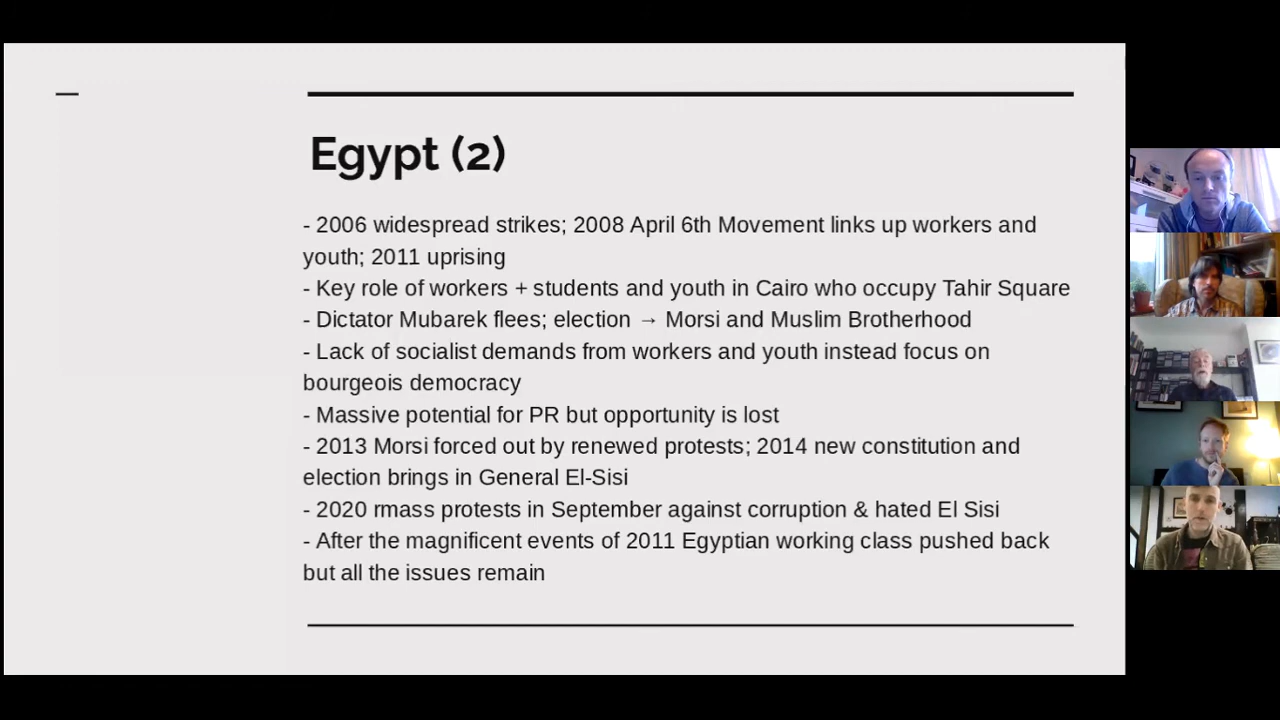 Egypt (2)
- 2006 widespread strikes; 2008 April 6th Movement links up workers and
youth; 2011 uprising
- Key role of workers + students and youth in Cairo who occupy Tahir Square
- Dictator Mubarek flees; election → Morsi and Muslim Brotherhood
- Lack of socialist demands from workers and youth instead focus on
bourgeois democracy
- Massive potential for PR but opportunity is lost
- 2013 Morsi forced out by renewed protests; 2014 new constitution and
election brings in General El-Sisi
- 2020 rmass protests in September against corruption & hated El Sisi
- After the magnificent events of 2011 Egyptian working class pushed back
but all the issues remain